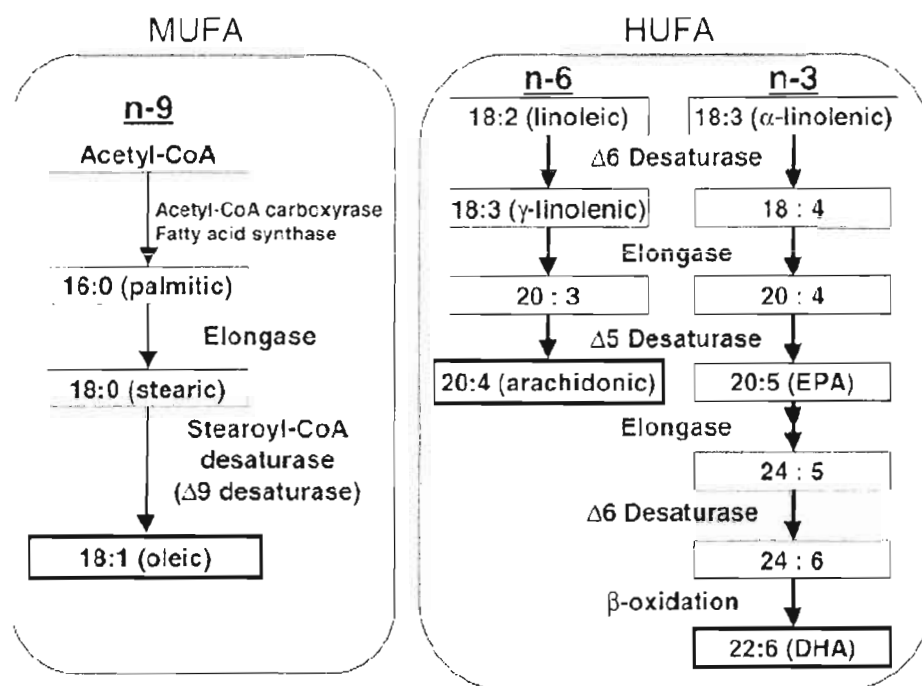 MUFA
n-9
Acetyl-CoA
Acetyl-CoA carboxyrase
Fatty acid synthase
16:0 (palmitic)
Elongase
18:0 (stearic)
Stearoyl-CoA
desaturase
(Δ9 desaturase)
18:1 (oleic)
HUFA
n-6
n-3
18:2 (linoleic)
18:3 (α-linolenic)
Δ6 Desaturase
18:3 (γ-linolenic)
18 : 4
Elongase
20 : 3
20 : 4
Δ5 Desaturase
20:4 (arachidonic)
20:5 (EPA)
Elongase
24 : 5
Δ6 Desaturase
24 : 6
β-oxidation
22:6 (DHA)